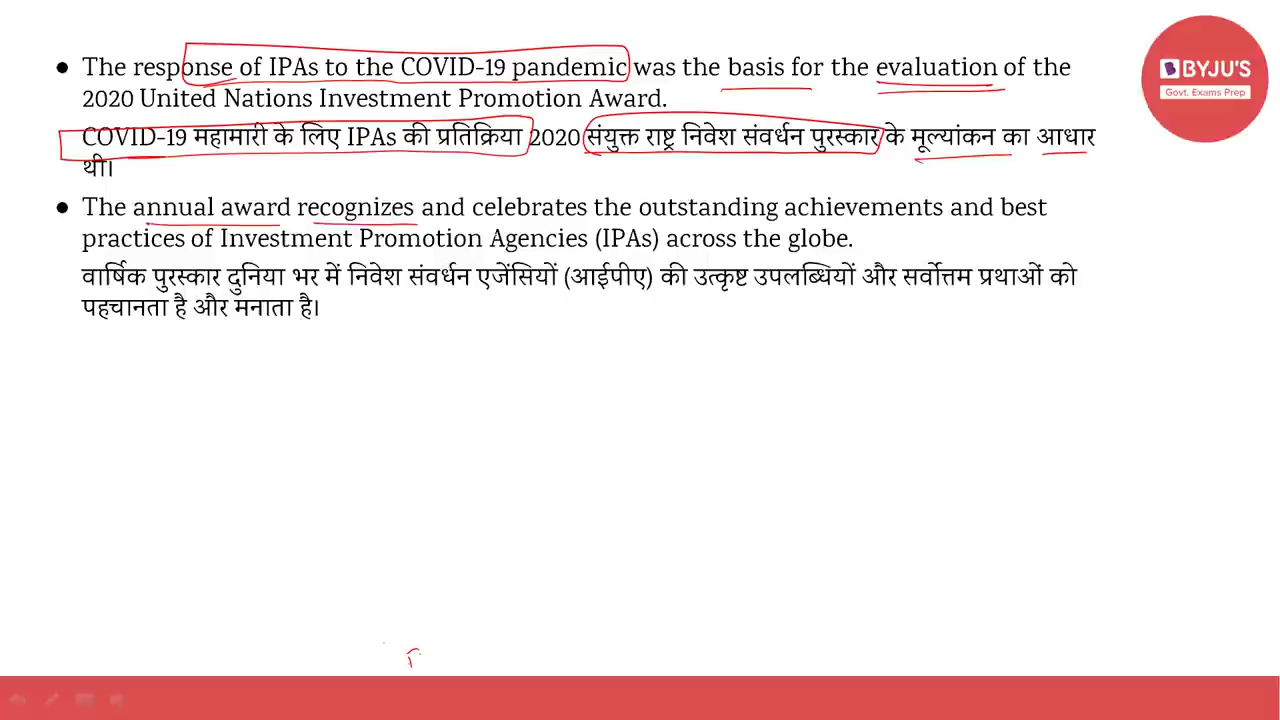 BYJU'S
Govt. Exams Prep
● The response of IPAs to the COVID-19 pandemic was the basis for the evaluation of the
2020 United Nations Investment Promotion Award.
COVID-19 महामारी के लिए IPAs की प्रतिक्रिया 2020 संयुक्त राष्ट्र निवेश संवर्धन पुरस्कार के मूल्यांकन का आधार
थी।
● The annual award recognizes and celebrates the outstanding achievements and best
practices of Investment Promotion Agencies (IPAs) across the globe.
वार्षिक पुरस्कार दुनिया भर में निवेश संवर्धन एजेंसियों (आईपीए) की उत्कृष्ट उपलब्धियों और सर्वोत्तम प्रथाओं को
पहचानता है और मनाता है।